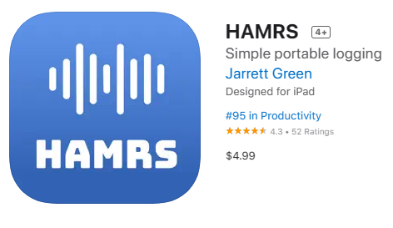 HAMRS
HAMRS 4+
Simple portable logging
Jarrett Green
Designed for iPad
#95 in Productivity
4.3 • 52 Ratings
$4.99